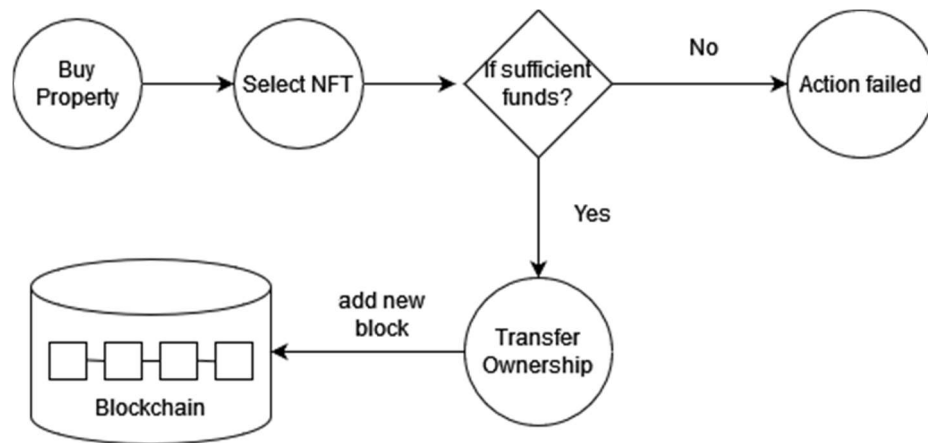 Buy
Property
Select NFT
If sufficient
funds?
No
Action failed
Yes
Transfer
Ownership
add new
block
Blockchain